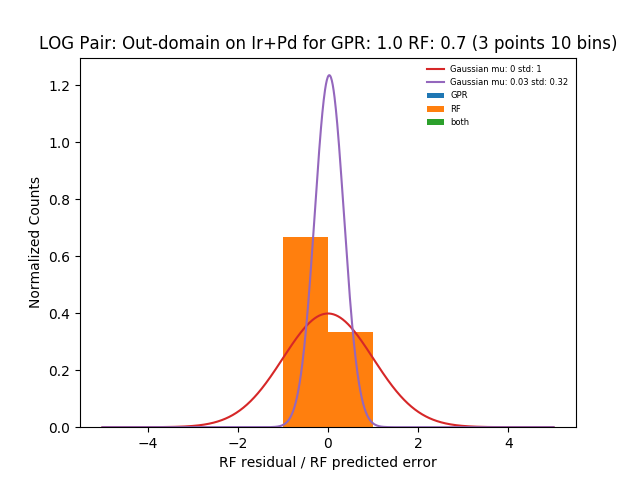 LOG Pair: Out-domain on Ir+Pd for GPR: 1.0 RF: 0.7 (3 points 10 bins)
Gaussian mu: 0 std: 1
Gaussian mu: 0.03 std: 0.32
GPR
RF
both
Normalized Counts
1.2
1.0
0.8
0.6
0.4
0.2
0.0
−4
−2
0
2
4
RF residual / RF predicted error